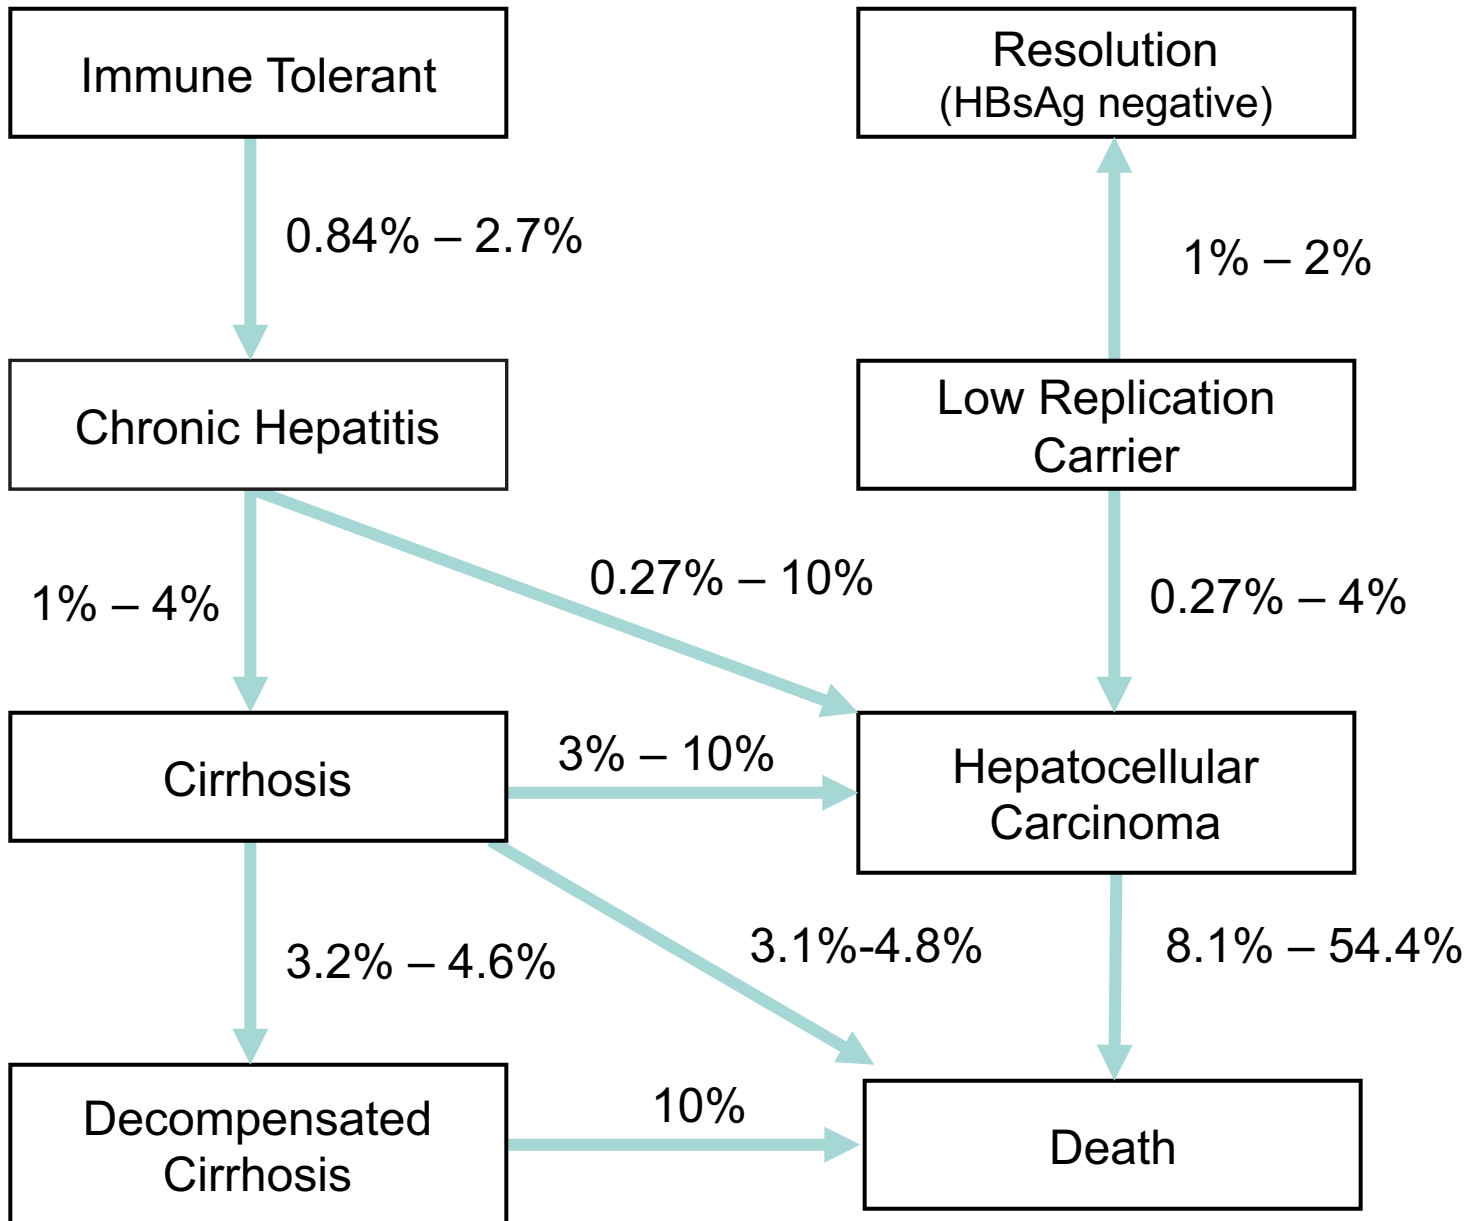 Immune Tolerant
Resolution
(HBsAg negative)
0.84% – 2.7%
1% – 2%
Chronic Hepatitis
Low Replication
Carrier
1% – 4%
0.27% – 10%
0.27% – 4%
Cirrhosis
3% – 10%
Hepatocellular
Carcinoma
3.2% – 4.6%
3.1%-4.8%
8.1% – 54.4%
Decompensated
Cirrhosis
10%
Death